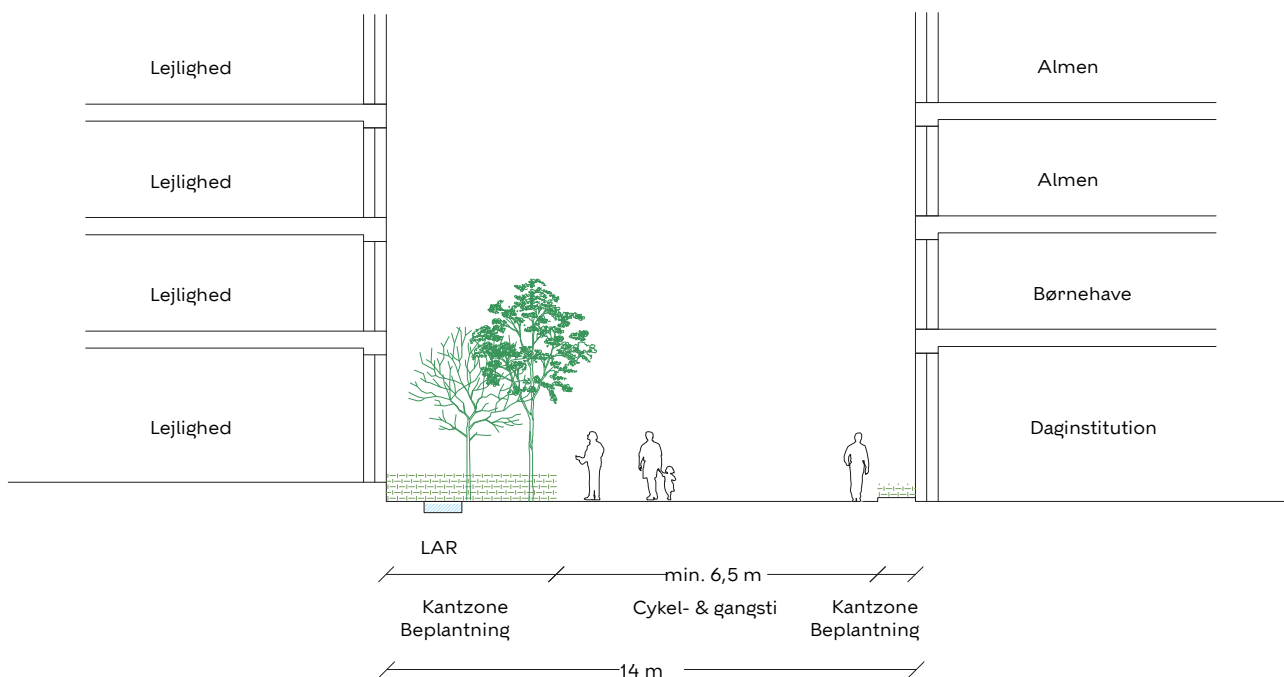 Lejlighed
Almen
Lejlighed
Almen
Lejlighed
Børnehave
Lejlighed
Daginstitution
LAR
min. 6,5 m
Kantzone
Beplantning
Cykel- & gangsti
Kantzone
Beplantning
14 m